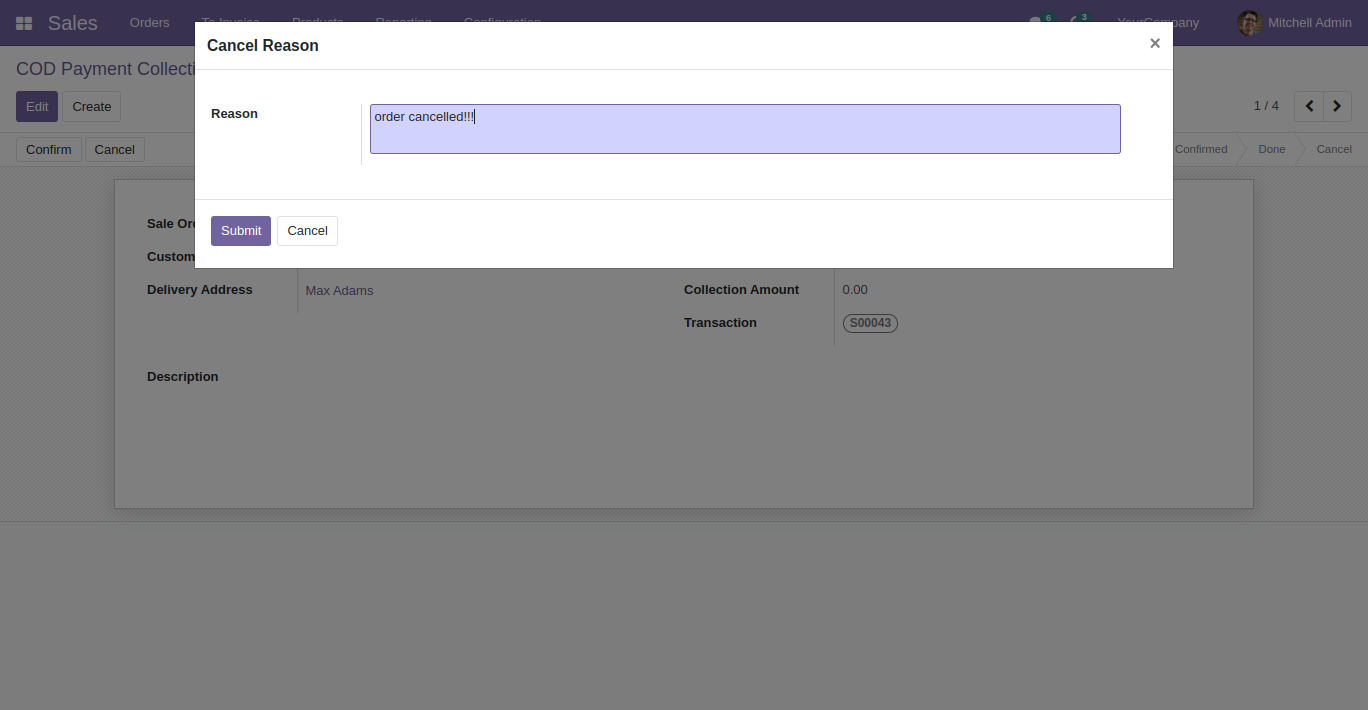 Sales Orders To Invoice Products Reporting Configuration 6 3 YourCompany Mitchell Admin
Cancel Reason ×
COD Payment Collecti
Edit Create 1 / 4
Reason order cancelled!!!
Confirm Cancel Confirmed Done Cancel
Sale Or
Submit Cancel
Custom
Delivery Address Max Adams Collection Amount 0.00
Transaction S00043
Description